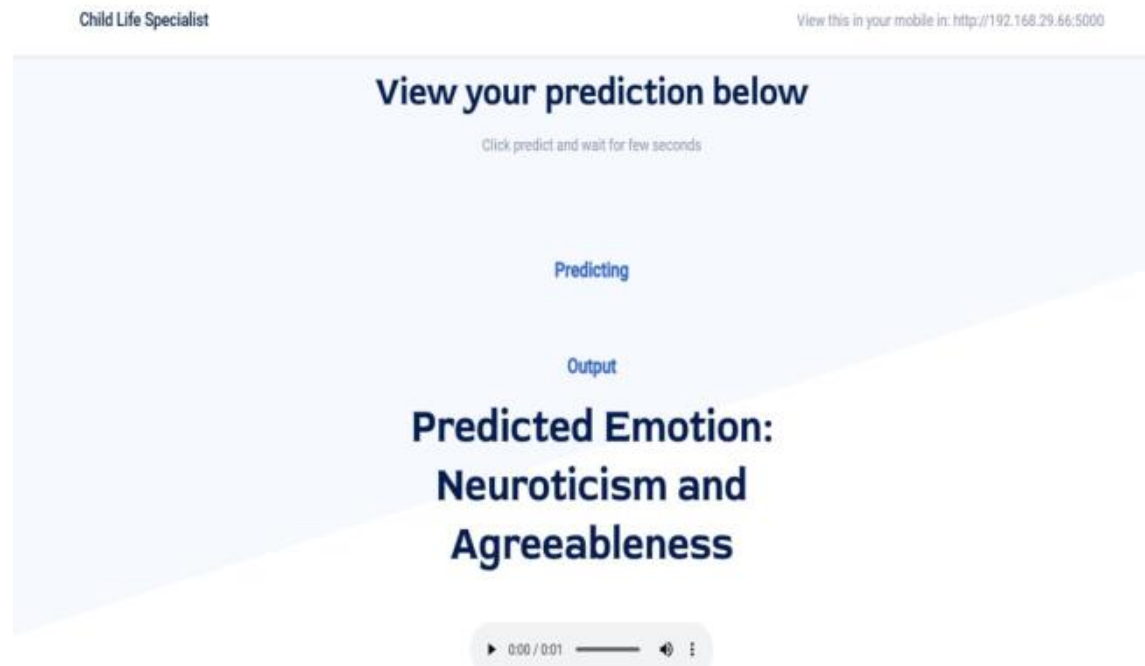 Child Life Specialist
View this in your mobile in: http://192.168.29.66:5000
View your prediction below
Click predict and wait for few seconds
Predicting
Output
Predicted Emotion:
Neuroticism and
Agreeableness
0:00 / 0:01